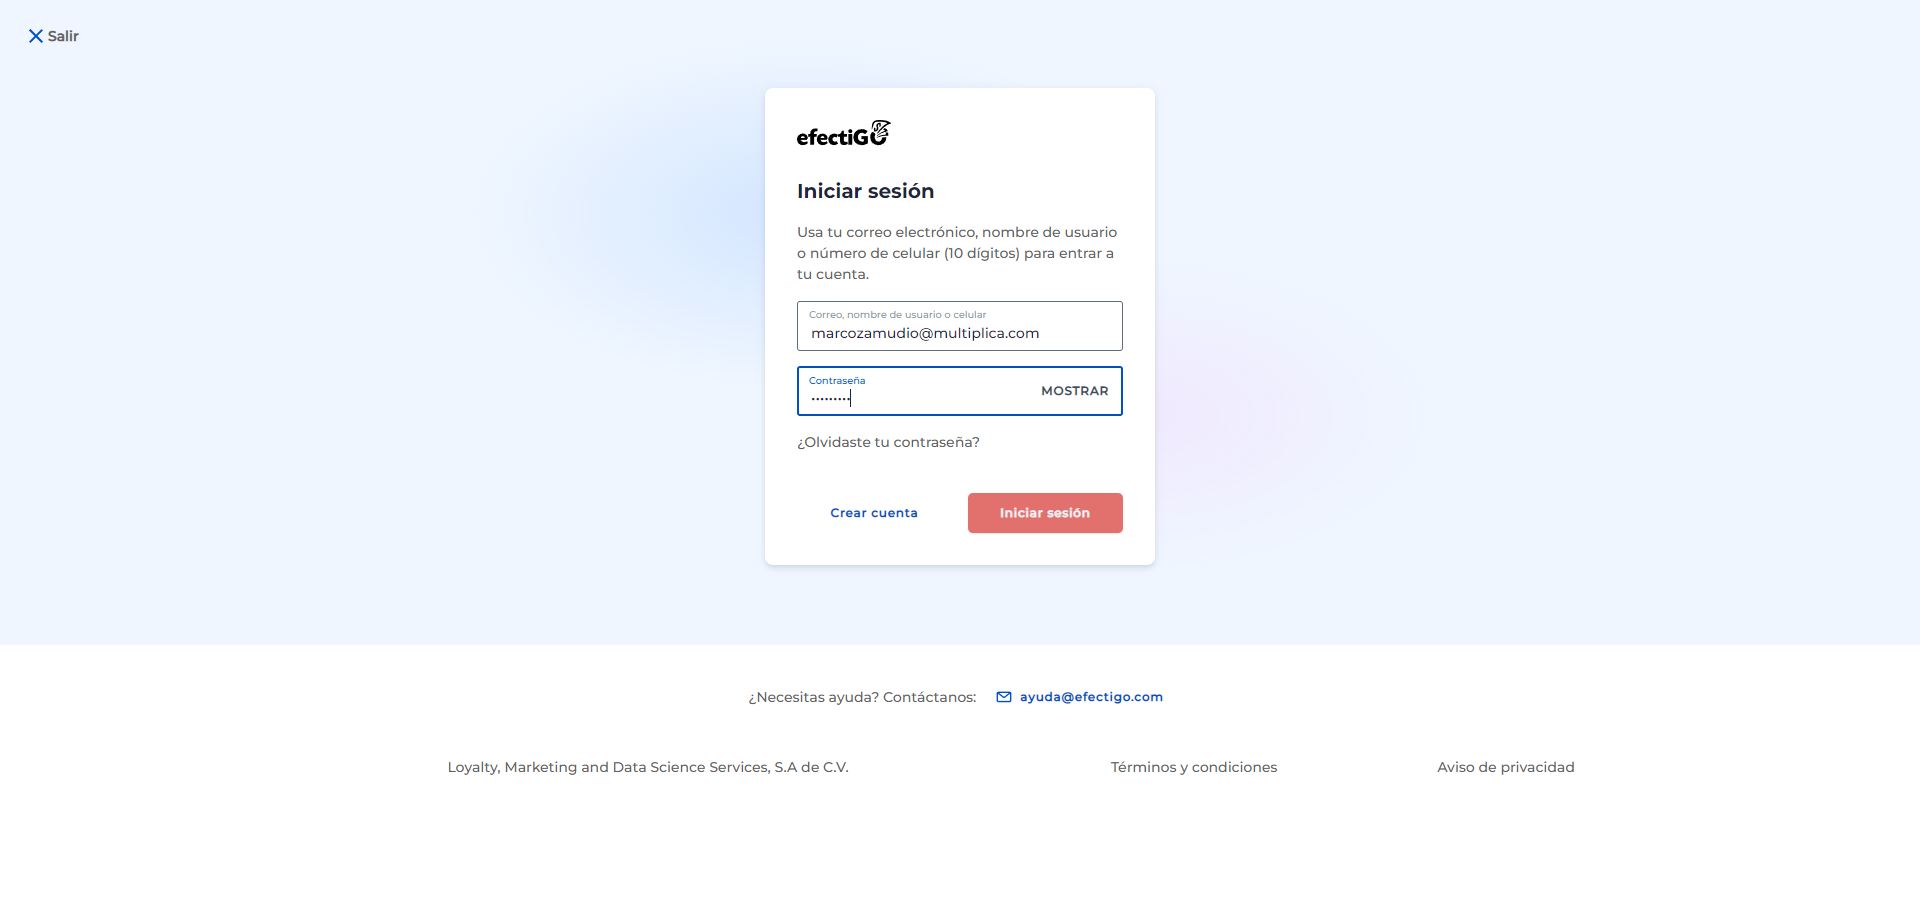 Salir
efectiGO
Iniciar sesión
Usa tu correo electrónico, nombre de usuario
o número de celular (10 dígitos) para entrar a
tu cuenta.
Correo, nombre de usuario o celular
marcozamudio@multiplica.com
Contraseña
•••••••••
MOSTRAR
¿Olvidaste tu contraseña?
Crear cuenta
Iniciar sesión
¿Necesitas ayuda? Contáctanos:
ayuda@efectigo.com
Loyalty, Marketing and Data Science Services, S.A de C.V.
Términos y condiciones
Aviso de privacidad